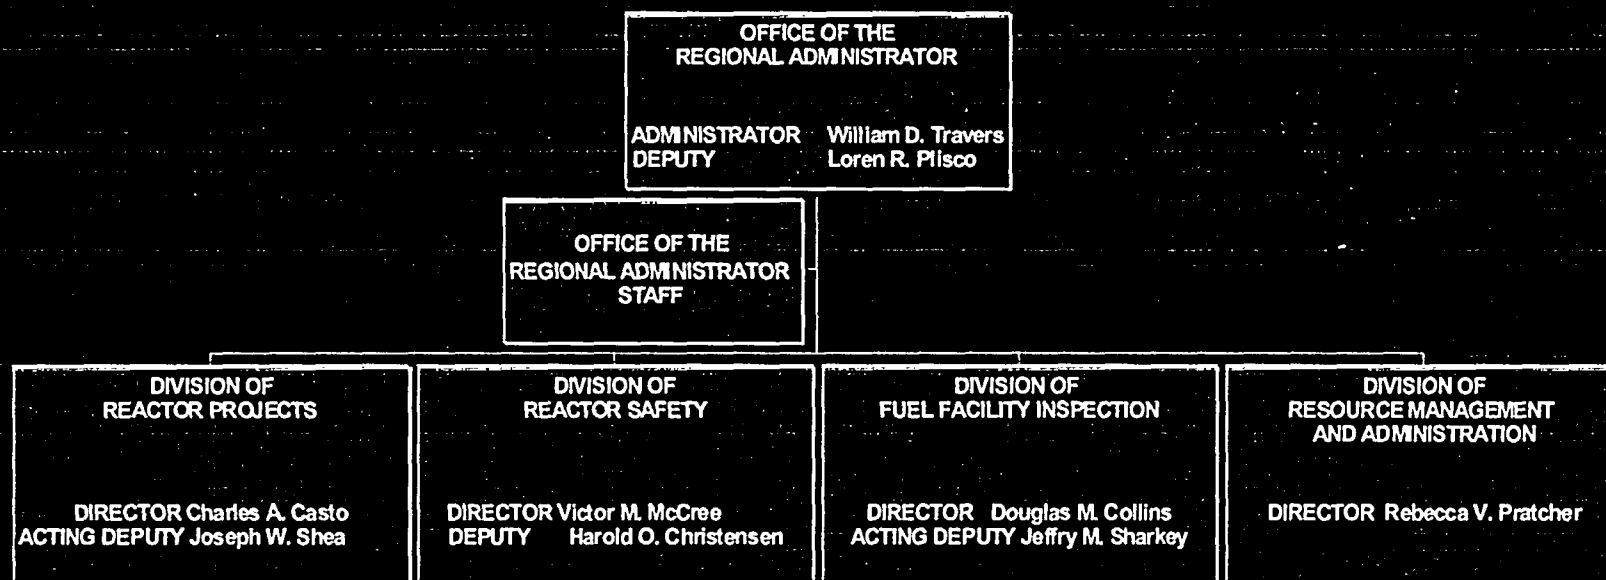 OFFICE OF THE
REGIONAL ADMINISTRATOR
ADMINISTRATOR William D. Travers
DEPUTY Loren R. Plisco
OFFICE OF THE
REGIONAL ADMINISTRATOR
STAFF
DIVISION OF
REACTOR PROJECTS
DIRECTOR Charles A. Casto
ACTING DEPUTY Joseph W. Shea
DIVISION OF
REACTOR SAFETY
DIRECTOR Victor M. McCree
DEPUTY Harold O. Christensen
DIVISION OF
FUEL FACILITY INSPECTION
DIRECTOR Douglas M. Collins
ACTING DEPUTY Jeffry M. Sharkey
DIVISION OF
RESOURCE MANAGEMENT
AND ADMINISTRATION
DIRECTOR Rebecca V. Pratcher